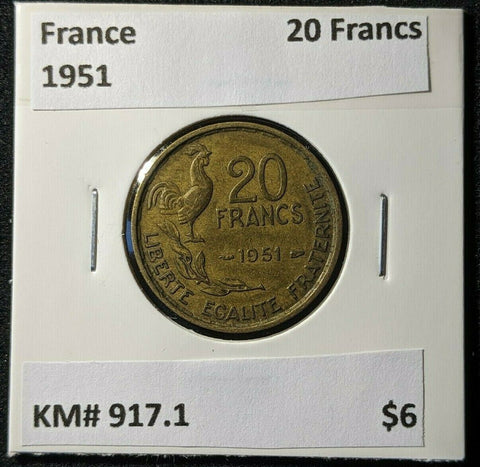 France 20 Francs
1951
20
FRANCS
1951
LIBERTE EGALITE FRATERNITE
KM# 917.1 $6